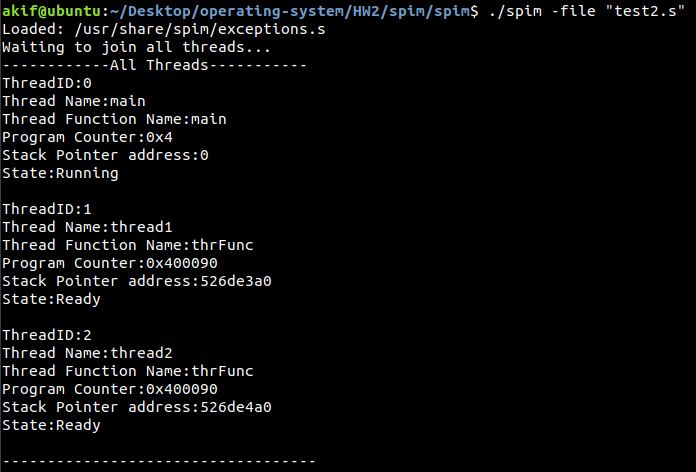 akif@ubuntu:~/Desktop/operating-system/HW2/spim/spim$ ./spim -file "test2.s"
Loaded: /usr/share/spim/exceptions.s
Waiting to join all threads...
------------All Threads-----------
ThreadID:0
Thread Name:main
Thread Function Name:main
Program Counter:0x4
Stack Pointer address:0
State:Running
ThreadID:1
Thread Name:thread1
Thread Function Name:thrFunc
Program Counter:0x400090
Stack Pointer address:526de3a0
State:Ready
ThreadID:2
Thread Name:thread2
Thread Function Name:thrFunc
Program Counter:0x400090
Stack Pointer address:526de4a0
State:Ready
-----------------------------------